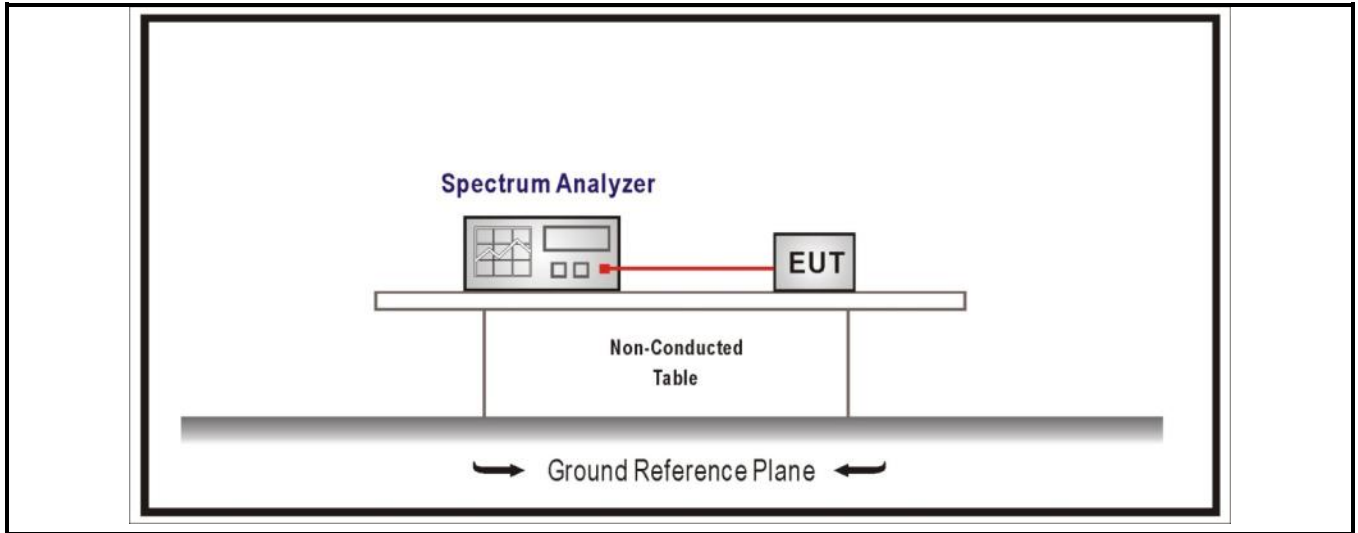 Spectrum Analyzer
EUT
Non-Conducted
Table
Ground Reference Plane